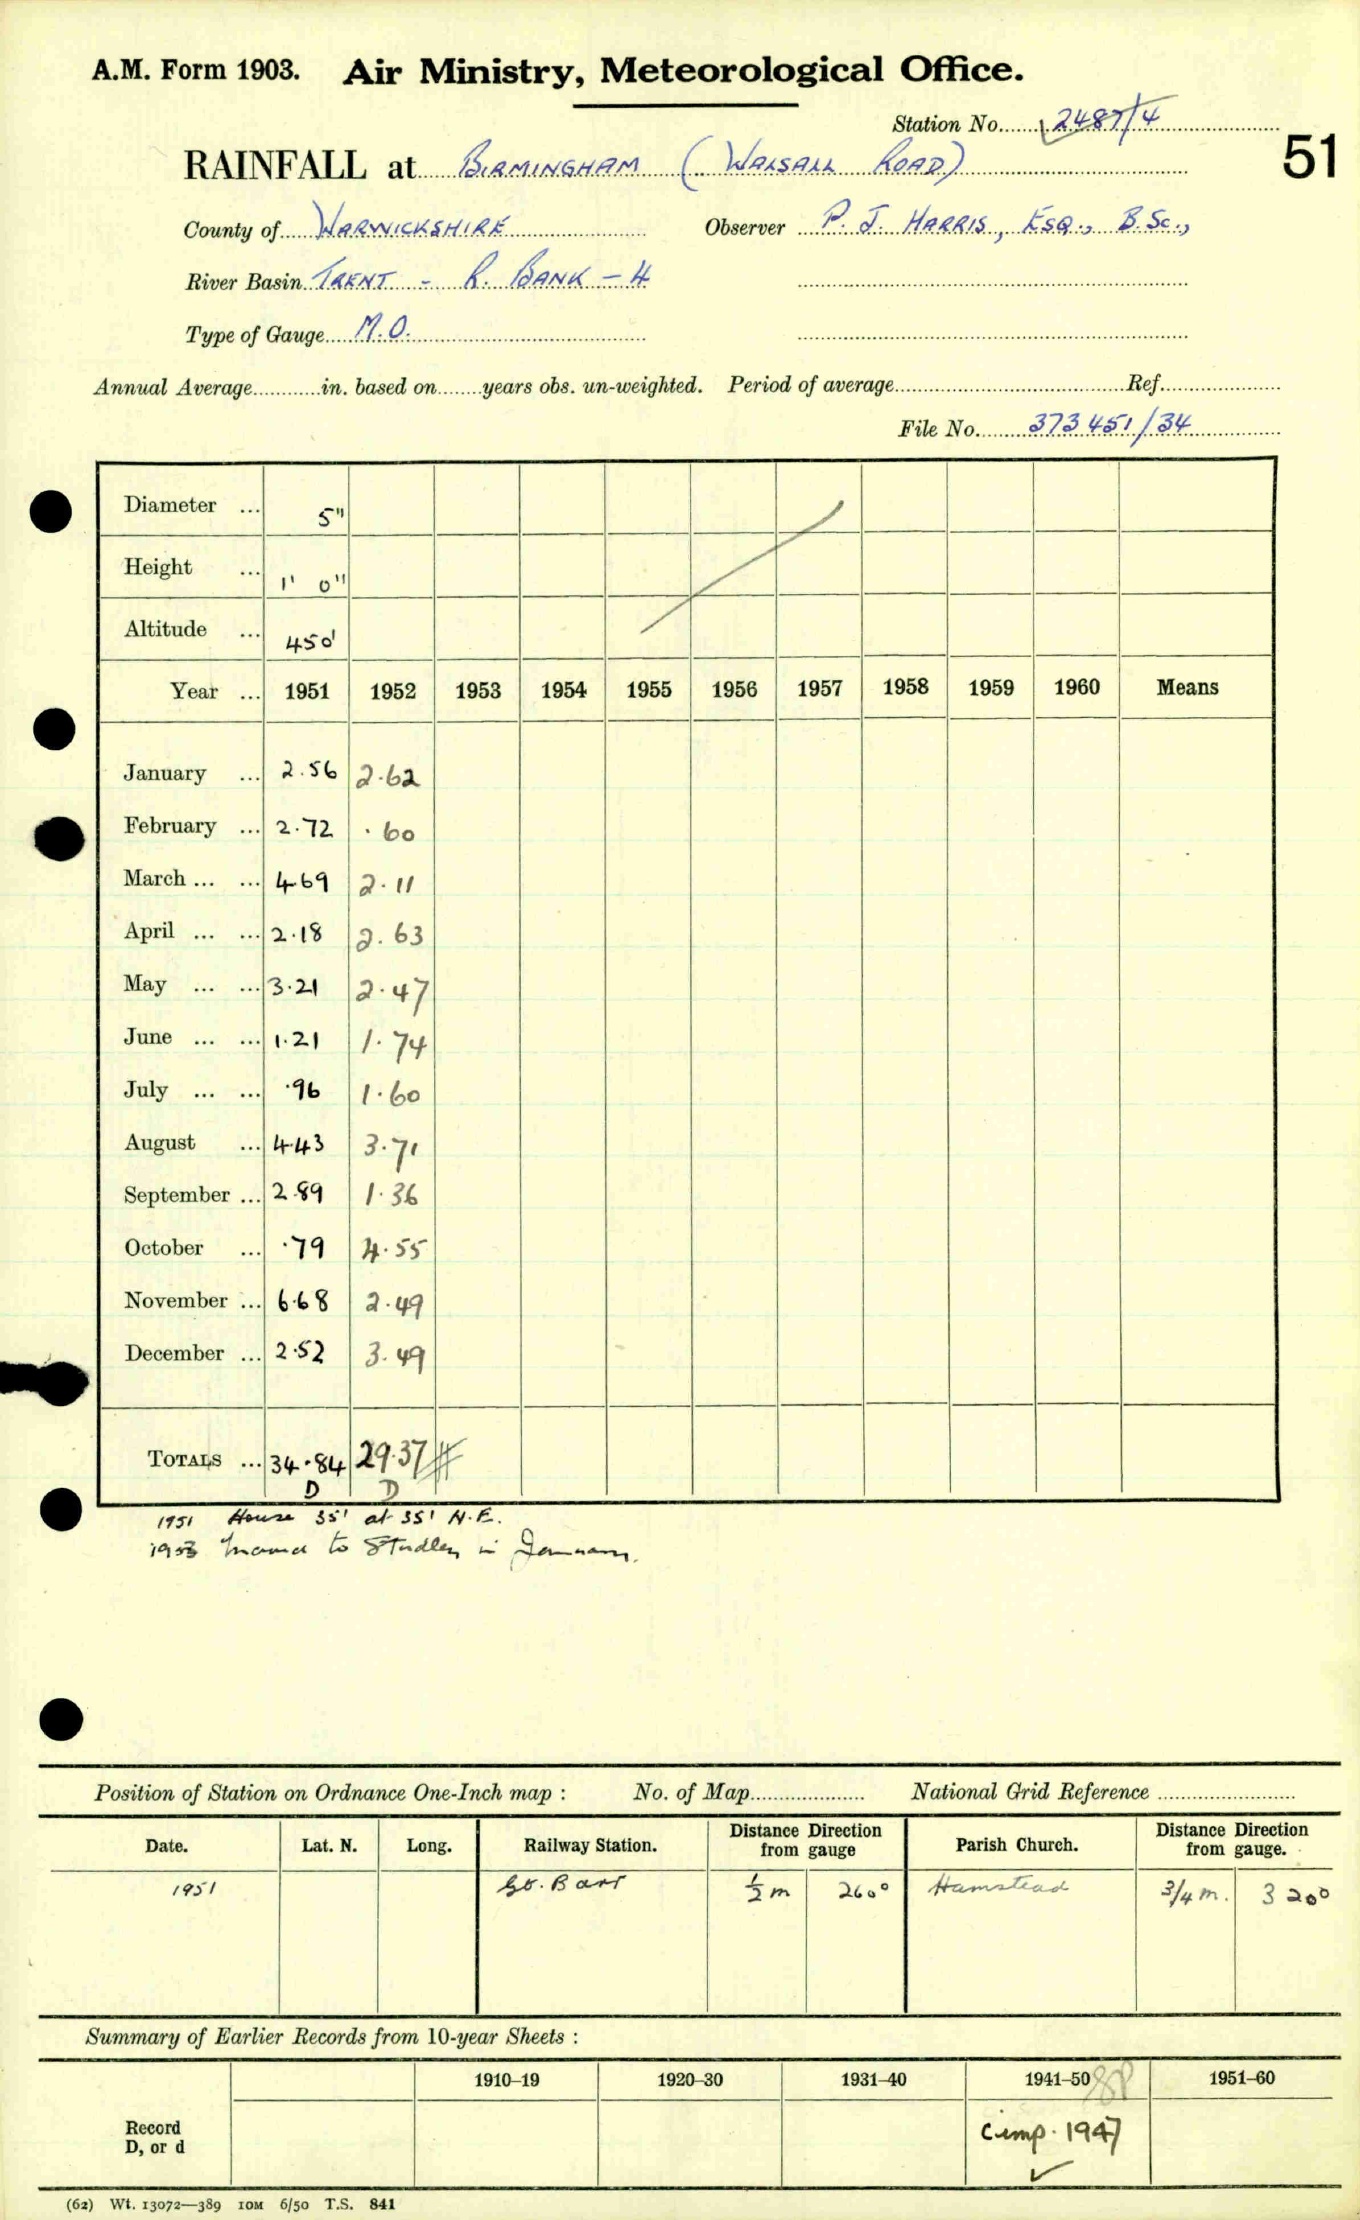 A.M. Form 1903. Air Ministry, Meteorological Office.
Station No. 2487/4
RAINFALL at BIRMINGHAM (WALSALL ROAD)
51
County of WARWICKSHIRE Observer P. J. HARRIS, ESQ., B.Sc.,
River Basin TRENT - R. BANK - 4
Type of Gauge M.O.
Annual Average in. based on years obs. un-weighted. Period of average Ref.
File No. 373451/34
Diameter ... 5"
Height ... 1' 0"
Altitude ... 450'
Year ... 1951 1952 1953 1954 1955 1956 1957 1958 1959 1960 Means
January ... 2.56 2.62
February ... 2.72 .60
March ... ... 4.69 2.11
April ... ... 2.18 2.63
May ... ... 3.21 2.47
June ... ... 1.21 1.74
July ... ... .96 1.60
August ... 4.43 3.71
September ... 2.89 1.36
October ... .79 4.55
November ... 6.68 2.49
December ... 2.52 3.49
TOTALS ... 34.84 29.37
D D
1951 House 35' at 35' N.E.
1953 Moved to Studley in January.
Position of Station on Ordnance One-Inch map : No. of Map National Grid Reference
Date. Lat. N. Long. Railway Station. Distance Direction from gauge Parish Church. Distance Direction from gauge.
1951 Gt. Barr ½ m 260° Hamstead 3/4 m. 320°
Summary of Earlier Records from 10-year Sheets :
1910–19 1920–30 1931–40 1941–50 1951–60
Record
D, or d
Comp. 1947
(62) Wt. 13072—389 10M 6/50 T.S. 841